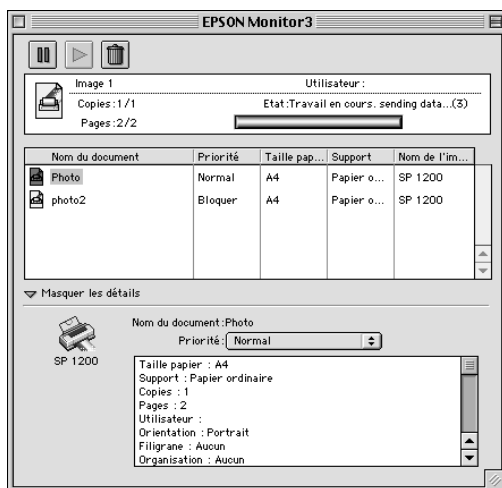 EPSON Monitor3
Image 1 Utilisateur :
Copies : 1/1 Etat : Travail en cours. sending data...(3)
Pages : 2/2
Nom du document Priorité Taille pap... Support Nom de l'im...
Photo Normal A4 Papier o... SP 1200
photo2 Bloquer A4 Papier o... SP 1200
Masquer les détails
Nom du document : Photo
Priorité : Normal
SP 1200
Taille papier : A4
Support : Papier ordinaire
Copies : 1
Pages : 2
Utilisateur :
Orientation : Portrait
Filigrane : Aucun
Organisation : Aucun